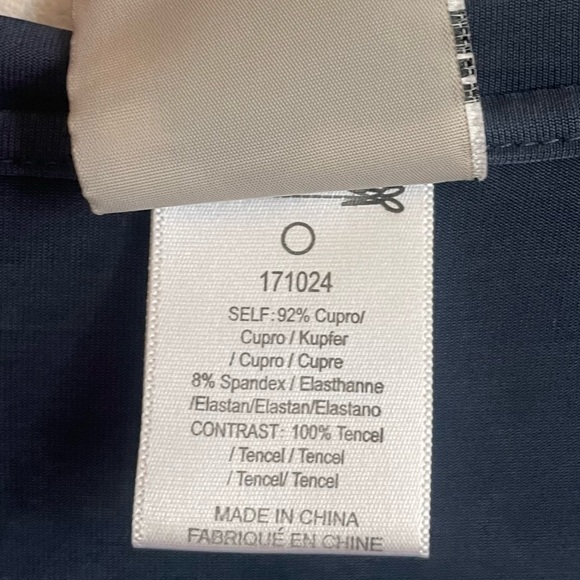 171024
SELF: 92% Cupro/
Cupro / Kupfer
/ Cupro / Cupre
8% Spandex / Elasthanne
/Elastan/Elastan/Elastano
CONTRAST: 100% Tencel
/ Tencel / Tencel
/ Tencel/ Tencel
MADE IN CHINA
FABRIQUÉ EN CHINE